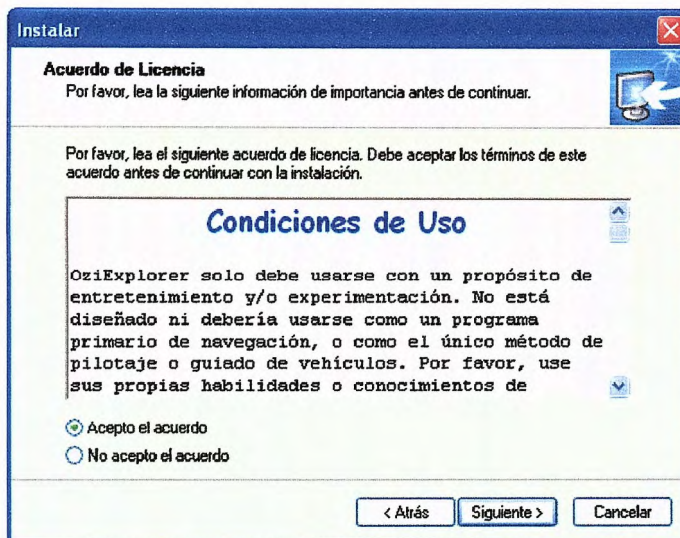 Instalar
Acuerdo de Licencia
Por favor, lea la siguiente información de importancia antes de continuar.
Por favor, lea el siguiente acuerdo de licencia. Debe aceptar los términos de este
acuerdo antes de continuar con la instalación.
Condiciones de Uso
OziExplorer solo debe usarse con un propósito de
entretenimiento y/o experimentación. No está
diseñado ni debería usarse como un programa
primario de navegación, o como el único método de
pilotaje o guiado de vehículos. Por favor, use
sus propias habilidades o conocimientos de
Acepto el acuerdo
No acepto el acuerdo
< Atrás Siguiente > Cancelar